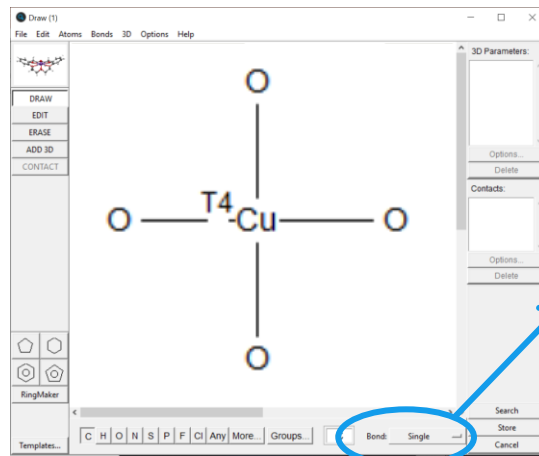 Draw (1)
File Edit Atoms Bonds 3D Options Help
3D Parameters:
DRAW
EDIT
ERASE
ADD 3D
CONTACT
Options...
Delete
Contacts:
Options...
Delete
O
O T4 Cu O
O
RingMaker
Templates...
C H O N S P F Cl Any More... Groups...
Bond: Single
Search
Store
Cancel